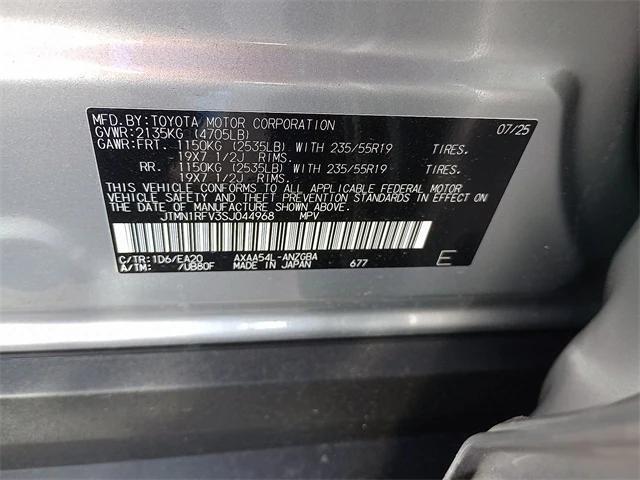 MFD.BY:TOYOTA MOTOR CORPORATION 07/25
GVWR:2135KG (4705LB)
GAWR:FRT. 1150KG (2535LB) WITH 235/55R19 TIRES.
19X7 1/2J RIMS.
RR. 1150KG (2535LB) WITH 235/55R19 TIRES.
19X7 1/2J RIMS.
THIS VEHICLE CONFORMS TO ALL APPLICABLE FEDERAL MOTOR
VEHICLE SAFETY AND THEFT PREVENTION STANDARDS IN EFFECT ON THE
DATE OF MANUFACTURE SHOWN ABOVE.
JTMN1RFV3SJ044968 MPV
C/TR:1D6/EA20 AXAA54L-ANZGBA
A/TM: /UB80F MADE IN JAPAN 677 E